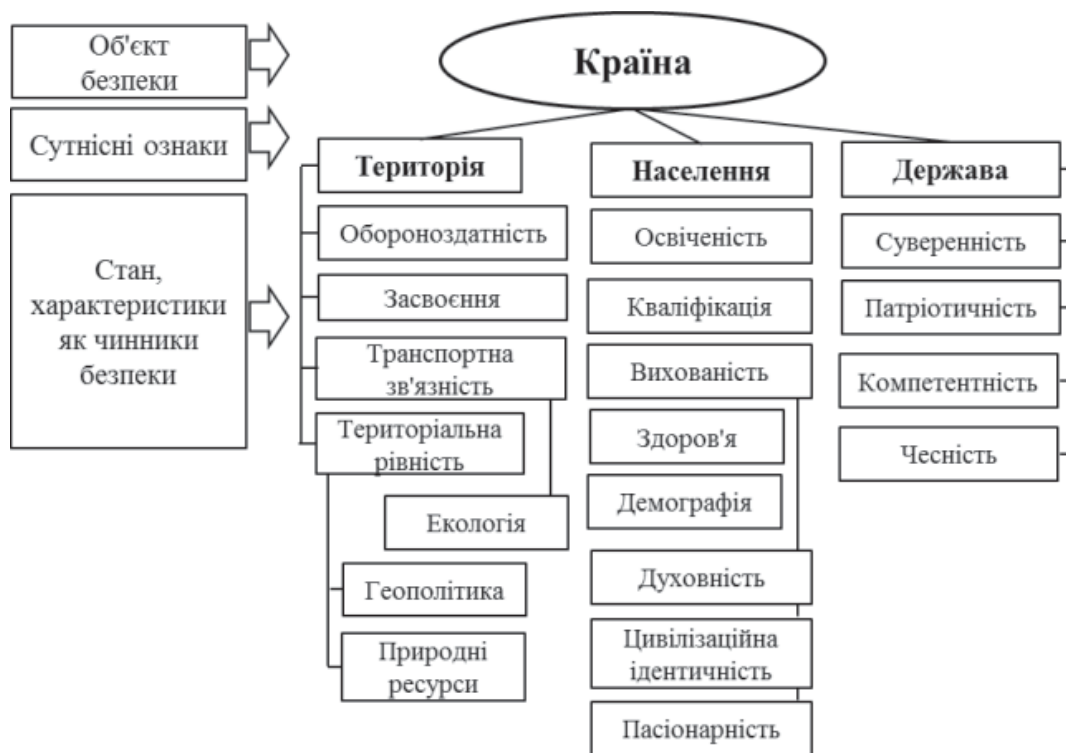 Об'єкт
безпеки
Країна
Сутнісні ознаки
Територія
Населення
Держава
Стан,
характеристики
як чинники
безпеки
Обороноздатність
Засвоєння
Транспортна
зв'язність
Територіальна
рівність
Екологія
Геополітика
Природні
ресурси
Освіченість
Кваліфікація
Вихованість
Здоров'я
Демографія
Духовність
Цивілізаційна
ідентичність
Пасіонарність
Суверенність
Патріотичність
Компетентність
Чесність